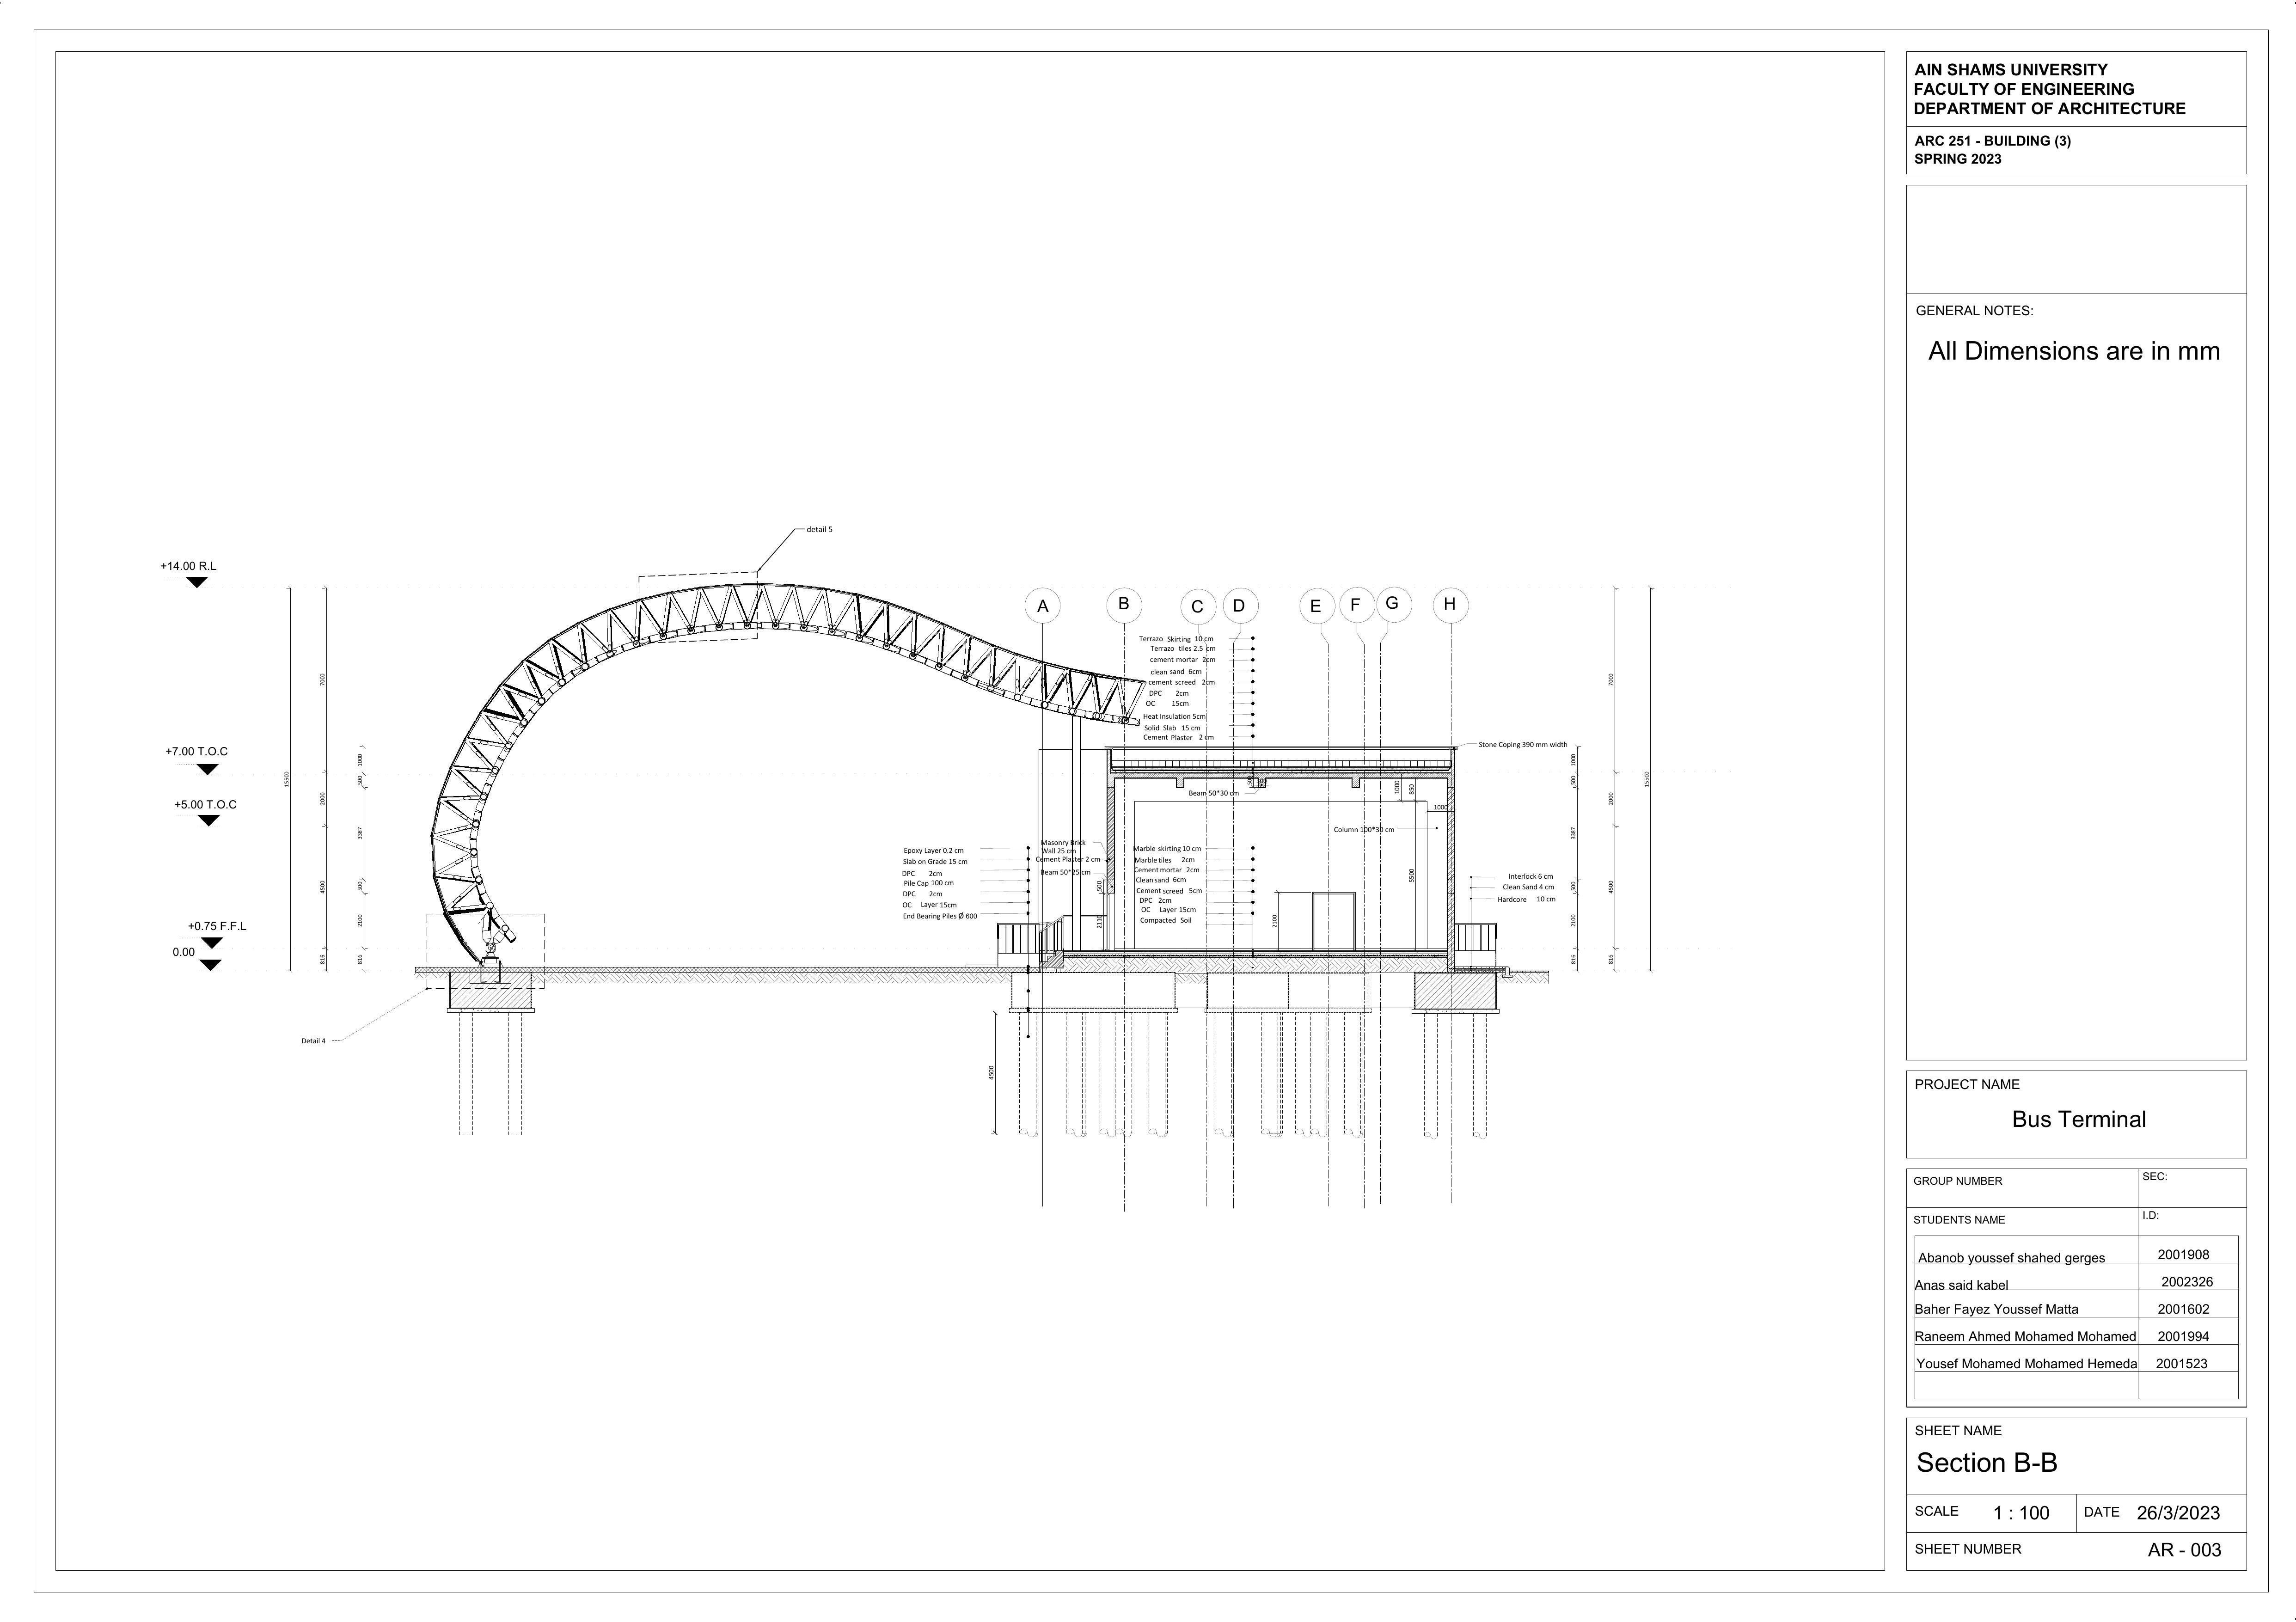 AIN SHAMS UNIVERSITY
FACULTY OF ENGINEERING
DEPARTMENT OF ARCHITECTURE
ARC 251 - BUILDING (3)
SPRING 2023
GENERAL NOTES:
All Dimensions are in mm
detail 5
+14.00 R.L
+7.00 T.O.C
+5.00 T.O.C
+0.75 F.F.L
0.00
15500
7000
2000
4500
816
1000
500
3387
500
2100
816
A
B
C
D
E
F
G
H
Terrazo Skirting 10 cm
Terrazo tiles 2.5 cm
cement mortar 2cm
clean sand 6cm
cement screed 2cm
DPC 2cm
OC 15cm
Heat Insulation 5cm
Solid Slab 15 cm
Cement Plaster 2 cm
Stone Coping 390 mm width
Beam 50*30 cm
500
300
1000
850
1000
Column 100*30 cm
5500
Masonry Brick
Wall 25 cm
Cement Plaster 2 cm
Beam 50*25 cm
500
2110
2100
Epoxy Layer 0.2 cm
Slab on Grade 15 cm
DPC 2cm
Pile Cap 100 cm
DPC 2cm
OC Layer 15cm
End Bearing Piles Ø 600
Marble skirting 10 cm
Marble tiles 2cm
Cement mortar 2cm
Clean sand 6cm
Cement screed 5cm
DPC 2cm
OC Layer 15cm
Compacted Soil
Interlock 6 cm
Clean Sand 4 cm
Hardcore 10 cm
1000
500
3387
500
2100
816
7000
2000
4500
816
15500
Detail 4
4500
PROJECT NAME
Bus Terminal
GROUP NUMBER
SEC:
STUDENTS NAME
I.D:
Abanob youssef shahed gerges 2001908
Anas said kabel 2002326
Baher Fayez Youssef Matta 2001602
Raneem Ahmed Mohamed Mohamed 2001994
Yousef Mohamed Mohamed Hemeda 2001523
SHEET NAME
Section B-B
SCALE 1 : 100 DATE 26/3/2023
SHEET NUMBER AR - 003